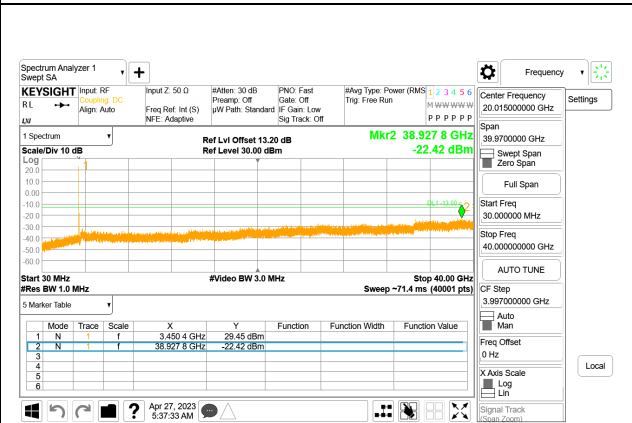 Spectrum Analyzer 1
Swept SA
+
Frequency
KEYSIGHT Input: RF Input Z: 50 Ω #Atten: 30 dB PNO: Fast #Avg Type: Power (RMS 1 2 3 4 5 6
RL Coupling: DC Preamp: Off Gate: Off Trig: Free Run M W W W W W
Align: Auto Freq Ref: Int (S) µW Path: Standard IF Gain: Low
NFE: Adaptive Sig Track: Off P P P P P P
Center Frequency
20.015000000 GHz
Settings
1 Spectrum
Ref Lvl Offset 13.20 dB
Mkr2 38.927 8 GHz
Scale/Div 10 dB
Ref Level 30.00 dBm
-22.42 dBm
Span
39.9700000 GHz
Swept Span
Zero Span
Log
1
20.0
10.0
0.00
-10.0
-20.0
-30.0
-40.0
-50.0
-60.0
DL1 -13.00
2
Full Span
Start Freq
30.000000 MHz
Stop Freq
40.000000000 GHz
AUTO TUNE
Start 30 MHz #Video BW 3.0 MHz Stop 40.00 GHz
#Res BW 1.0 MHz Sweep ~71.4 ms (40001 pts)
CF Step
3.997000000 GHz
Auto
Man
5 Marker Table
Mode Trace Scale X Y Function Function Width Function Value
1 N 1 f 3.450 4 GHz 29.45 dBm
2 N 1 f 38.927 8 GHz -22.42 dBm
3
4
5
6
Freq Offset
0 Hz
X Axis Scale
Log
Lin
Local
Signal Track
(Span Zoom)
?
Apr 27, 2023
5:37:33 AM